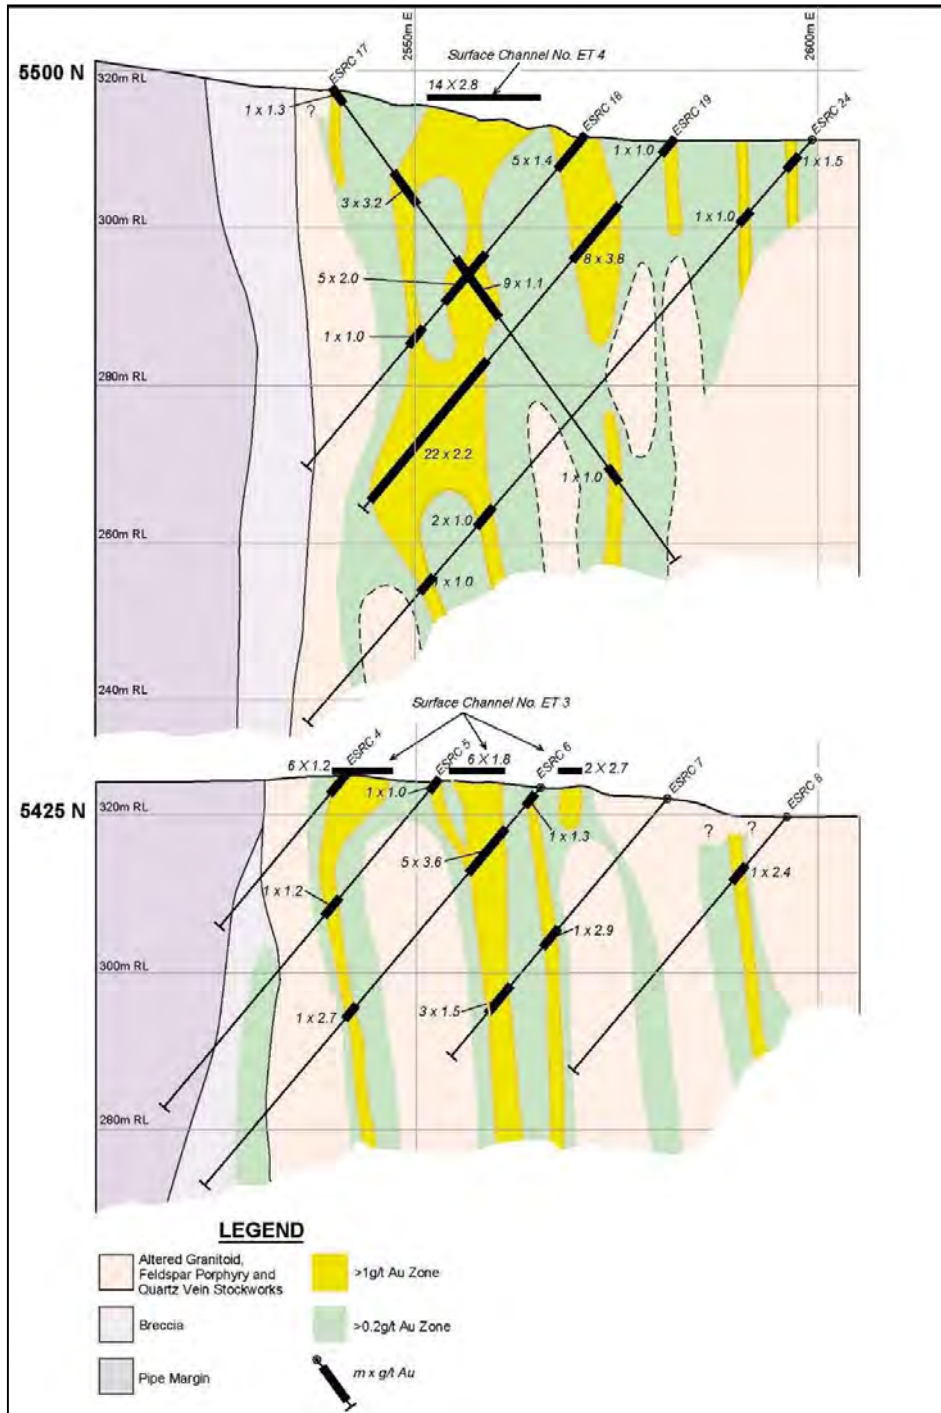 2550m E
2600m E
5500 N
320m RL
ESRC 17
Surface Channel No. ET 4
14 X 2.8
1 x 1.3
?
ESRC 18
ESRC 19
ESRC 24
5 x 1.4
1 x 1.0
1 x 1.5
3 x 3.2
1 x 1.0
300m RL
8 x 3.8
5 x 2.0
9 x 1.1
1 x 1.0
280m RL
22 x 2.2
1 x 1.0
2 x 1.0
260m RL
1 x 1.0
240m RL
Surface Channel No. ET 3
6 X 1.2
ESRC 4
ESRC 5
6 X 1.8
ESRC 6
2 X 2.7
ESRC 7
ESRC 8
5425 N
320m RL
1 x 1.0
1 x 1.3
? ?
5 x 3.6
1 x 2.4
1 x 1.2
1 x 2.9
300m RL
1 x 2.7
3 x 1.5
280m RL
LEGEND
Altered Granitoid,
Feldspar Porphyry and
Quartz Vein Stockworks
>1g/t Au Zone
Breccia
>0.2g/t Au Zone
Pipe Margin
m x g/t Au